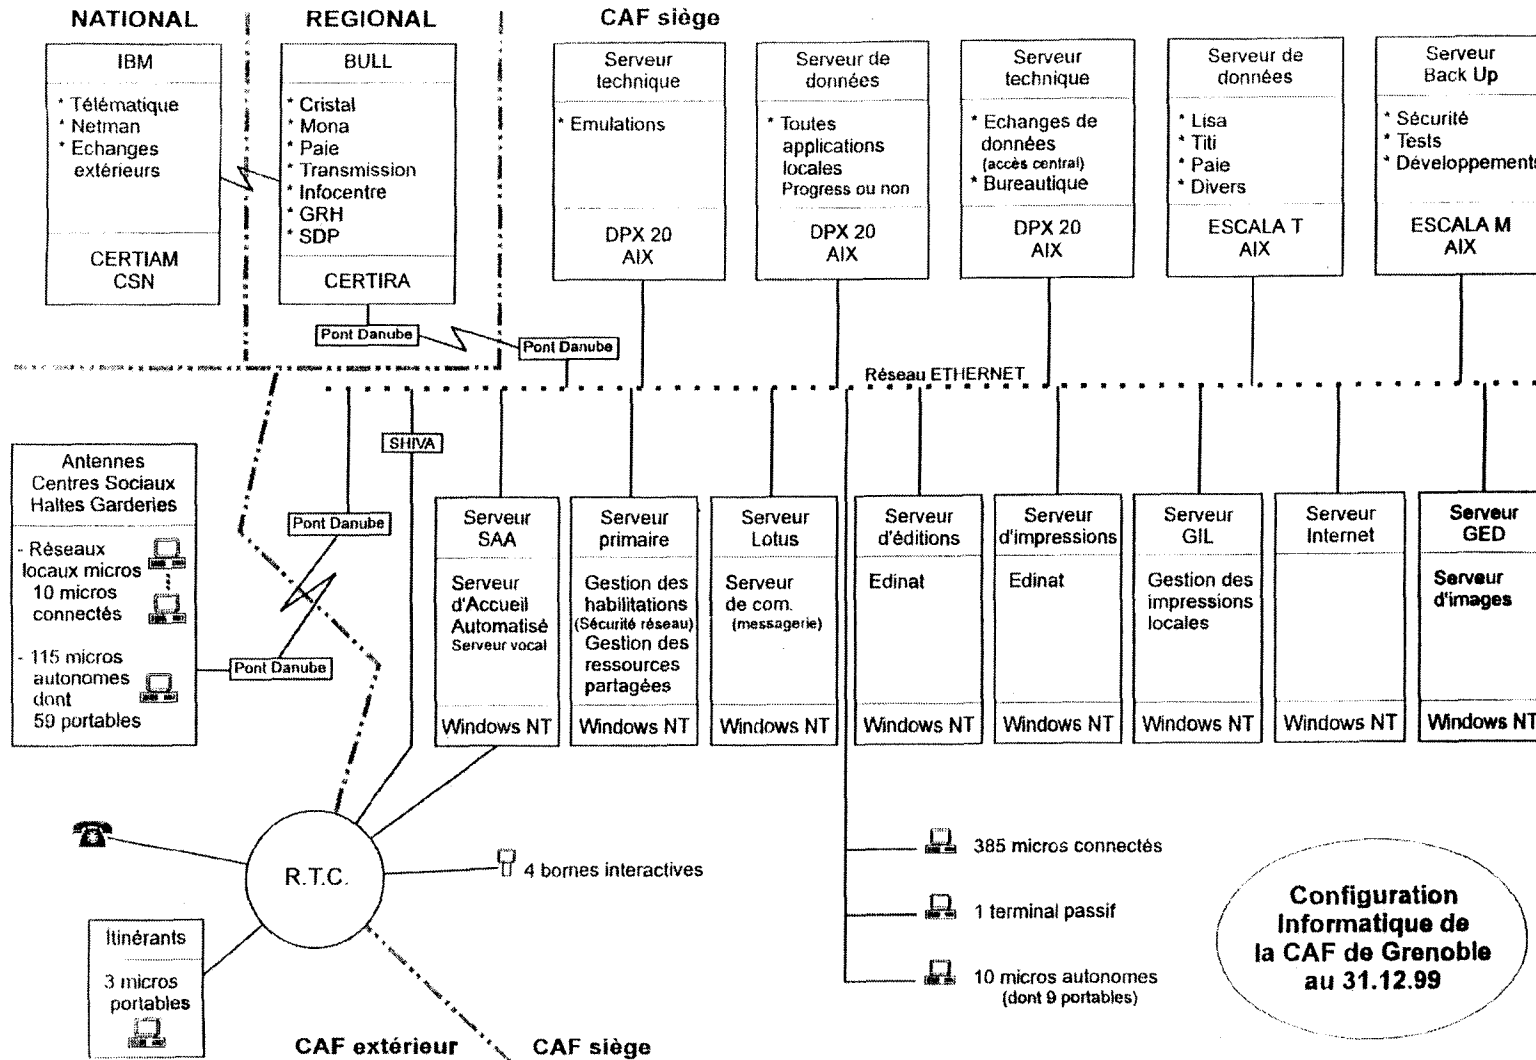 NATIONAL
REGIONAL
CAF siège
IBM
* Télématique
* Netman
* Echanges
extérieurs
CERTIAM
CSN
BULL
* Cristal
* Mona
* Paie
* Transmission
* Infocentre
* GRH
* SDP
CERTIRA
Serveur
technique
* Emulations
DPX 20
AIX
Serveur de
données
* Toutes
applications
locales
Progress ou non
DPX 20
AIX
Serveur
technique
* Echanges de
données
(accès central)
* Bureautique
DPX 20
AIX
Serveur de
données
* Lisa
* Titi
* Paie
* Divers
ESCALA T
AIX
Serveur
Back Up
* Sécurité
* Tests
* Développements
ESCALA M
AIX
Pont Danube
Pont Danube
Réseau ETHERNET
SHIVA
Antennes
Centres Sociaux
Haltes Garderies
- Réseaux
locaux micros
10 micros
connectés
- 115 micros
autonomes
dont
59 portables
Pont Danube
Pont Danube
Serveur
SAA
Serveur
d'Accueil
Automatisé
Serveur vocal
Windows NT
Serveur
primaire
Gestion des
habilitations
(Sécurité réseau)
Gestion des
ressources
partagées
Windows NT
Serveur
Lotus
Serveur
de com.
(messagerie)
Windows NT
Serveur
d'éditions
Edinat
Windows NT
Serveur
d'impressions
Edinat
Windows NT
Serveur
GIL
Gestion des
impressions
locales
Windows NT
Serveur
Internet
Windows NT
Serveur
GED
Serveur
d'images
Windows NT
R.T.C.
4 bornes interactives
Itinérants
3 micros
portables
385 micros connectés
1 terminal passif
10 micros autonomes
(dont 9 portables)
Configuration
Informatique de
la CAF de Grenoble
au 31.12.99
CAF extérieur
CAF siège